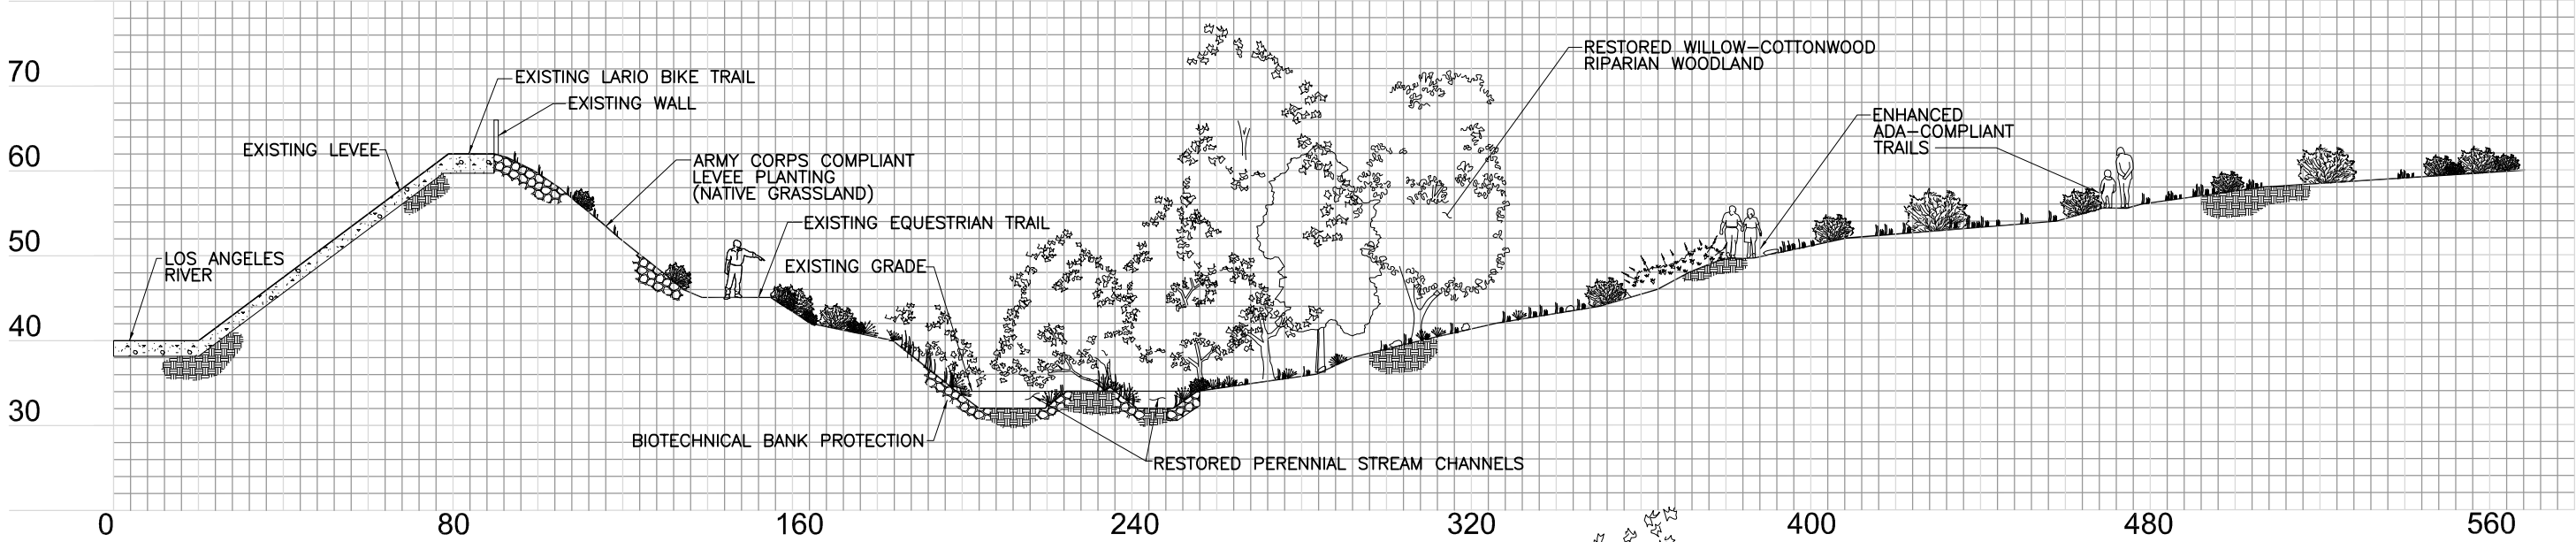 70
60
50
40
30
EXISTING LARIO BIKE TRAIL
EXISTING WALL
EXISTING LEVEE
ARMY CORPS COMPLIANT
LEVEE PLANTING
(NATIVE GRASSLAND)
EXISTING EQUESTRIAN TRAIL
LOS ANGELES
RIVER
EXISTING GRADE
RESTORED WILLOW-COTTONWOOD
RIPARIAN WOODLAND
ENHANCED
ADA-COMPLIANT
TRAILS
BIOTECHNICAL BANK PROTECTION
RESTORED PERENNIAL STREAM CHANNELS
0 80 160 240 320 400 480 560